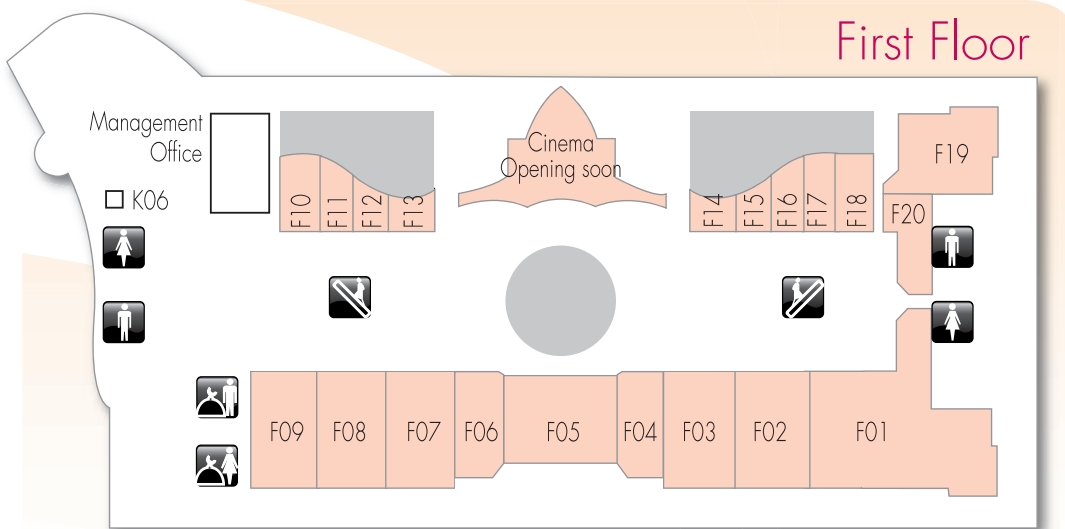 First Floor
Management
Office
K06
F10
F11
F12
F13
Cinema
Opening soon
F14
F15
F16
F17
F18
F19
F20
F09
F08
F07
F06
F05
F04
F03
F02
F01